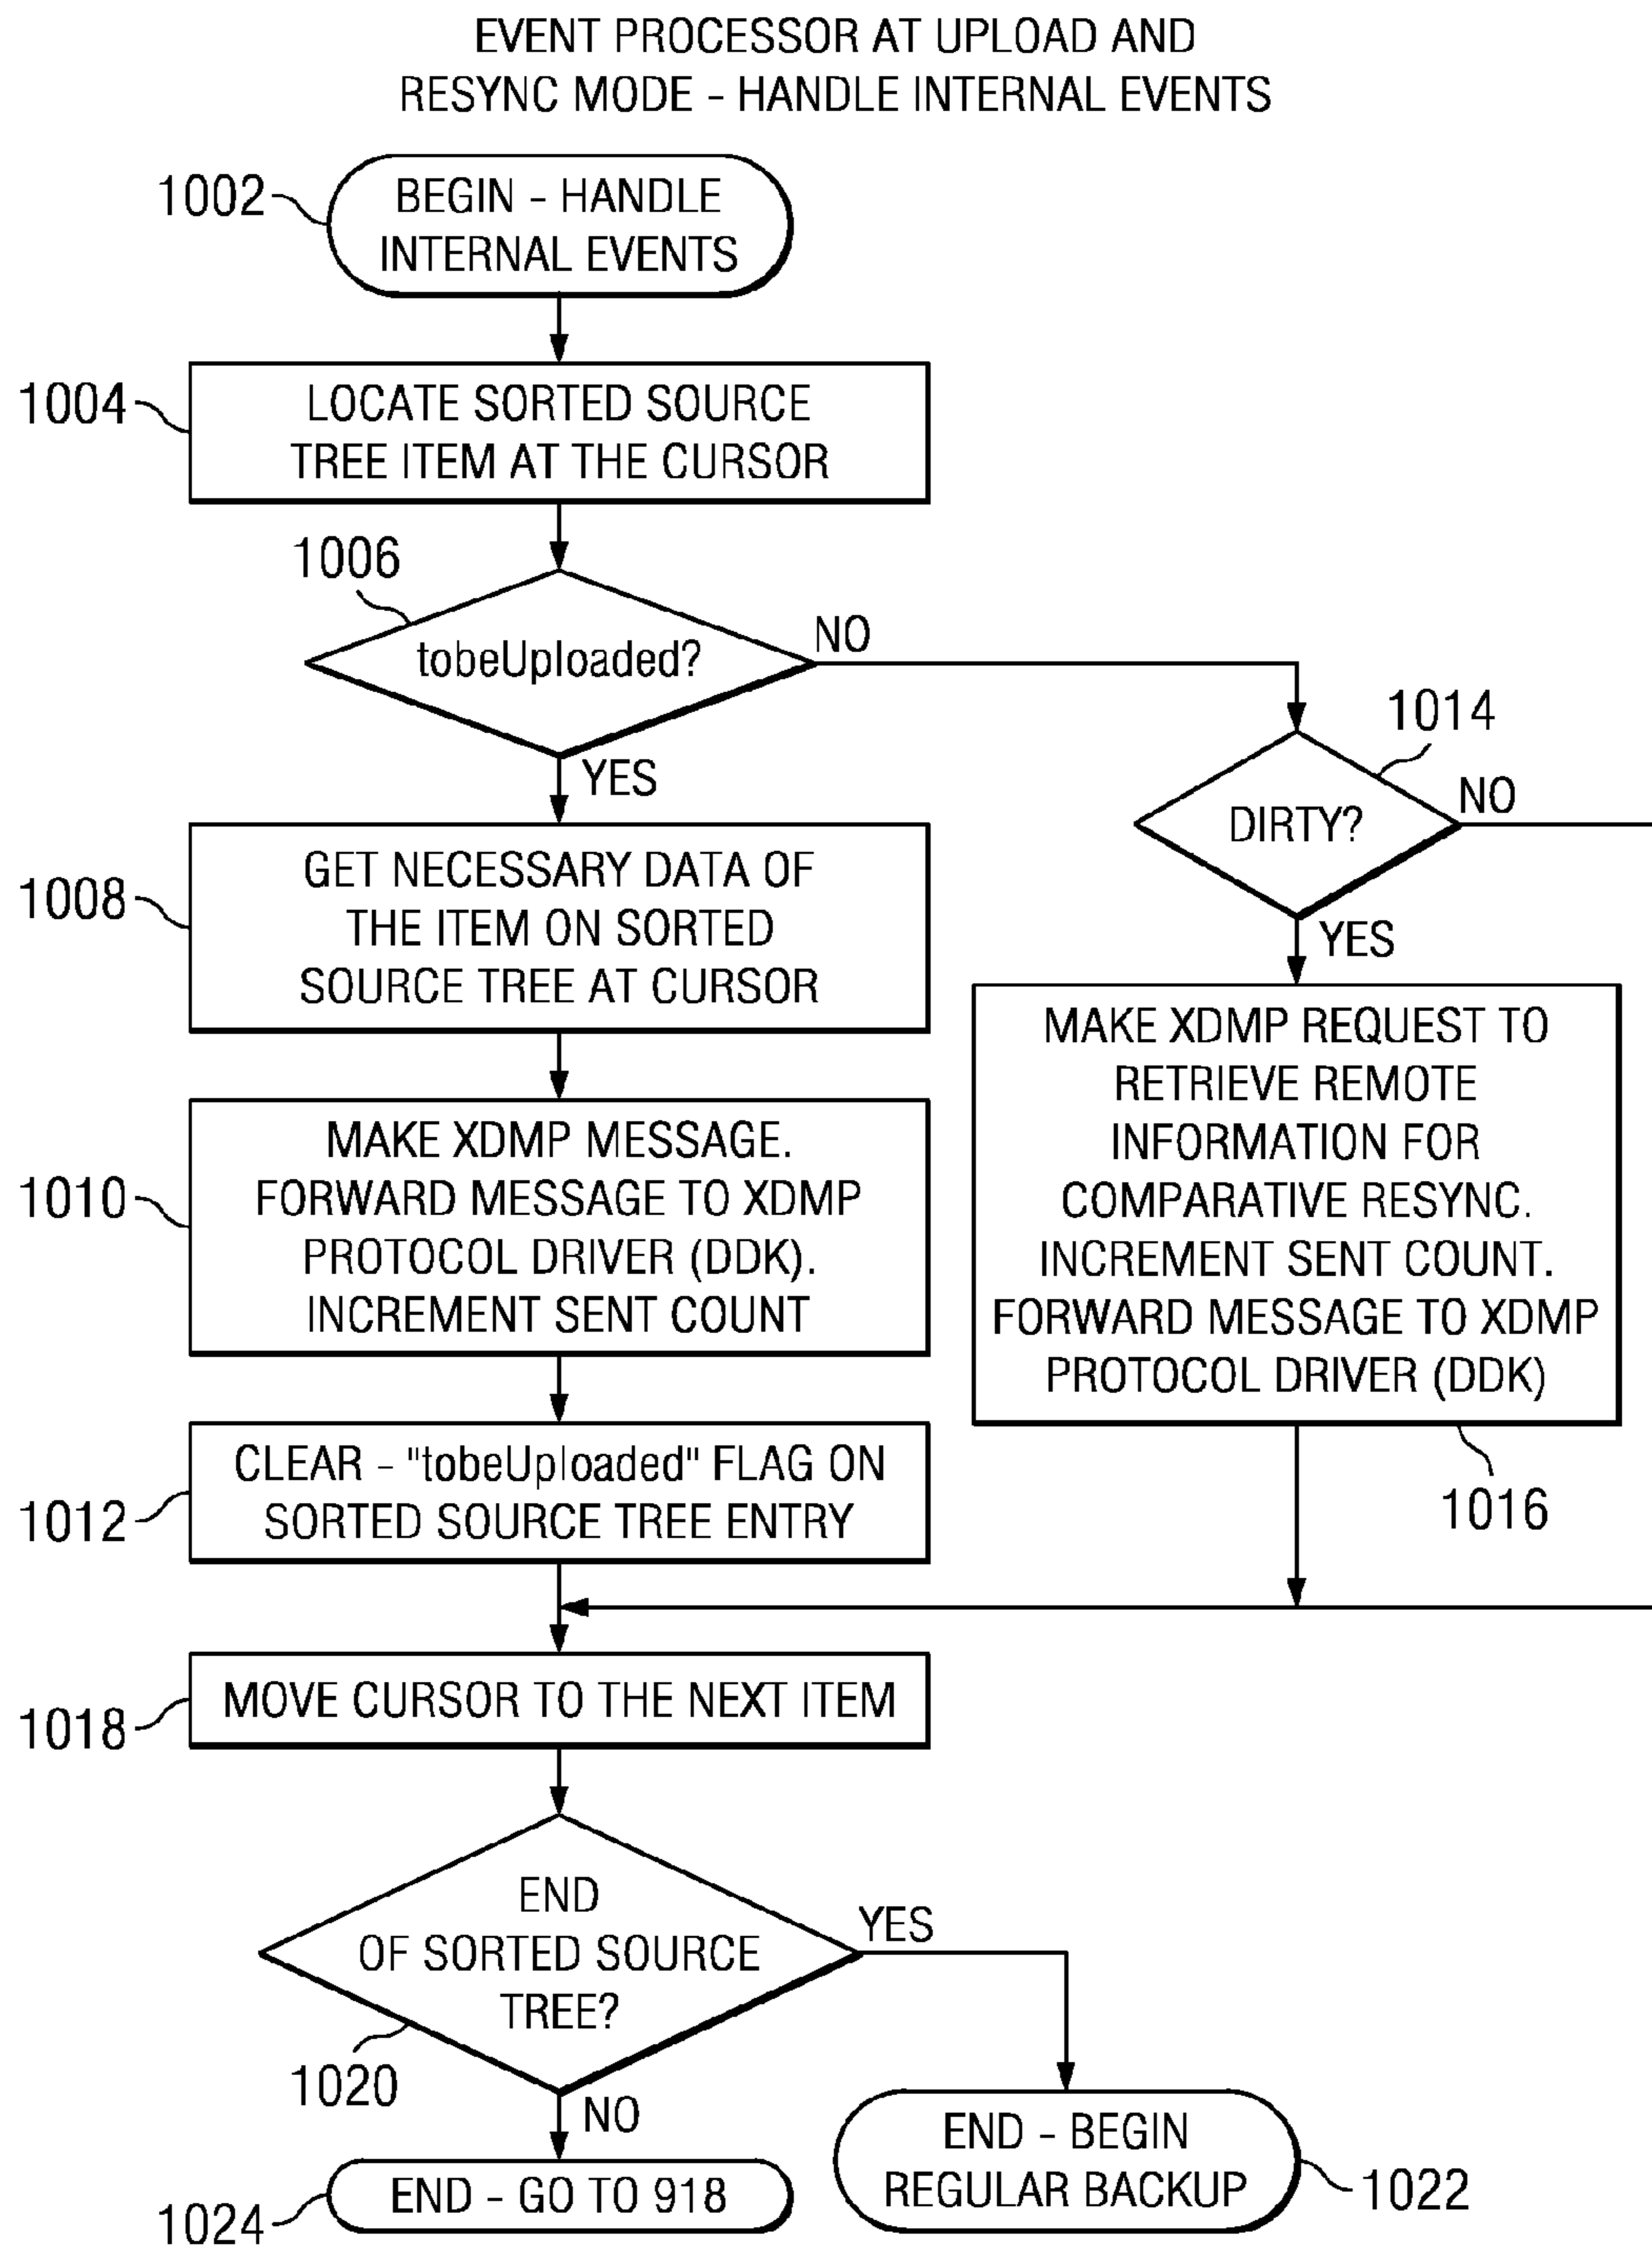 EVENT PROCESSOR AT UPLOAD AND
RESYNC MODE - HANDLE INTERNAL EVENTS
1002
BEGIN - HANDLE
INTERNAL EVENTS
1004
LOCATE SORTED SOURCE
TREE ITEM AT THE CURSOR
1006
tobeUploaded?
NO
YES
1014
DIRTY?
NO
YES
1008
GET NECESSARY DATA OF
THE ITEM ON SORTED
SOURCE TREE AT CURSOR
1010
MAKE XDMP MESSAGE.
FORWARD MESSAGE TO XDMP
PROTOCOL DRIVER (DDK).
INCREMENT SENT COUNT
MAKE XDMP REQUEST TO
RETRIEVE REMOTE
INFORMATION FOR
COMPARATIVE RESYNC.
INCREMENT SENT COUNT.
FORWARD MESSAGE TO XDMP
PROTOCOL DRIVER (DDK)
1016
1012
CLEAR - "tobeUploaded" FLAG ON
SORTED SOURCE TREE ENTRY
1018
MOVE CURSOR TO THE NEXT ITEM
END
OF SORTED SOURCE
TREE?
1020
YES
NO
END - BEGIN
REGULAR BACKUP
1022
END - GO TO 918
1024